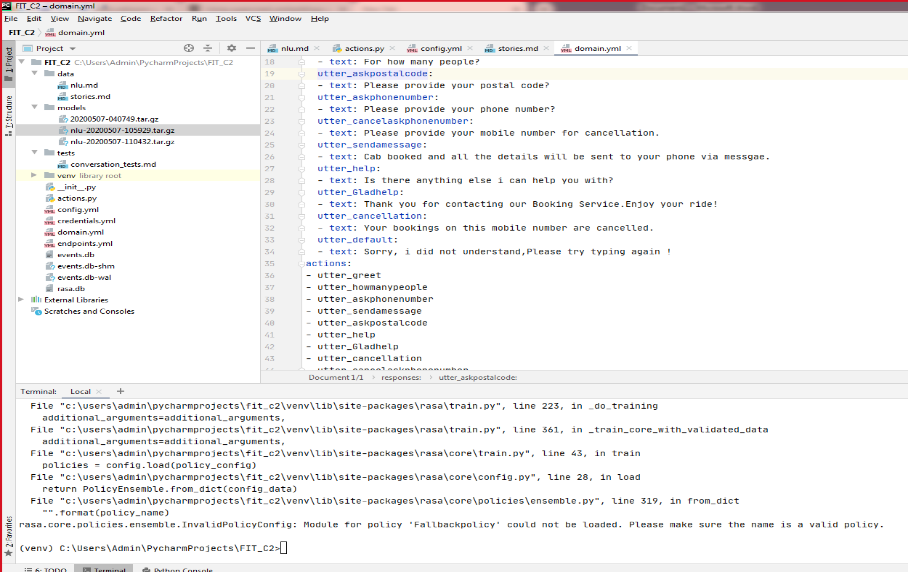 FIT_C2 – domain.yml
File Edit View Navigate Code Refactor Run Tools VCS Window Help
FIT_C2 domain.yml
Project
nlu.md
actions.py
config.yml
stories.md
domain.yml
1: Project
7: Structure
2: Favorites
FIT_C2 C:\Users\Admin\PycharmProjects\FIT_C2
data
nlu.md
stories.md
models
20200507-040749.tar.gz
nlu-20200507-105929.tar.gz
nlu-20200507-110432.tar.gz
tests
conversation_tests.md
venv library root
__init__.py
actions.py
config.yml
credentials.yml
domain.yml
endpoints.yml
events.db
events.db-shm
events.db-wal
rasa.db
External Libraries
Scratches and Consoles
18 - text: For how many people?
19 utter_askpostalcode:
20 - text: Please provide your postal code?
21 utter_askphonenumber:
22 - text: Please provide your phone number?
23 utter_cancelaskphonenumber:
24 - text: Please provide your mobile number for cancellation.
25 utter_sendamessage:
26 - text: Cab booked and all the details will be sent to your phone via messgae.
27 utter_help:
28 - text: Is there anything else i can help you with?
29 utter_Gladhelp:
30 - text: Thank you for contacting our Booking Service.Enjoy your ride!
31 utter_cancellation:
32 - text: Your bookings on this mobile number are cancelled.
33 utter_default:
34 - text: Sorry, i did not understand,Please try typing again !
35 actions:
36 - utter_greet
37 - utter_howmanypeople
38 - utter_askphonenumber
39 - utter_sendamessage
40 - utter_askpostalcode
41 - utter_help
42 - utter_Gladhelp
43 - utter_cancellation
44 - utter_cancelaskphonenumber
Document 1/1 responses: utter_askpostalcode:
Terminal: Local +
File "c:\users\admin\pycharmprojects\fit_c2\venv\lib\site-packages\rasa\train.py", line 223, in _do_training
additional_arguments=additional_arguments,
File "c:\users\admin\pycharmprojects\fit_c2\venv\lib\site-packages\rasa\train.py", line 361, in _train_core_with_validated_data
additional_arguments=additional_arguments,
File "c:\users\admin\pycharmprojects\fit_c2\venv\lib\site-packages\rasa\core\train.py", line 43, in train
policies = config.load(policy_config)
File "c:\users\admin\pycharmprojects\fit_c2\venv\lib\site-packages\rasa\core\config.py", line 28, in load
return PolicyEnsemble.from_dict(config_data)
File "c:\users\admin\pycharmprojects\fit_c2\venv\lib\site-packages\rasa\core\policies\ensemble.py", line 319, in from_dict
"".format(policy_name)
rasa.core.policies.ensemble.InvalidPolicyConfig: Module for policy 'Fallbackpolicy' could not be loaded. Please make sure the name is a valid policy.
(venv) C:\Users\Admin\PycharmProjects\FIT_C2>
6: TODO Terminal Python Console